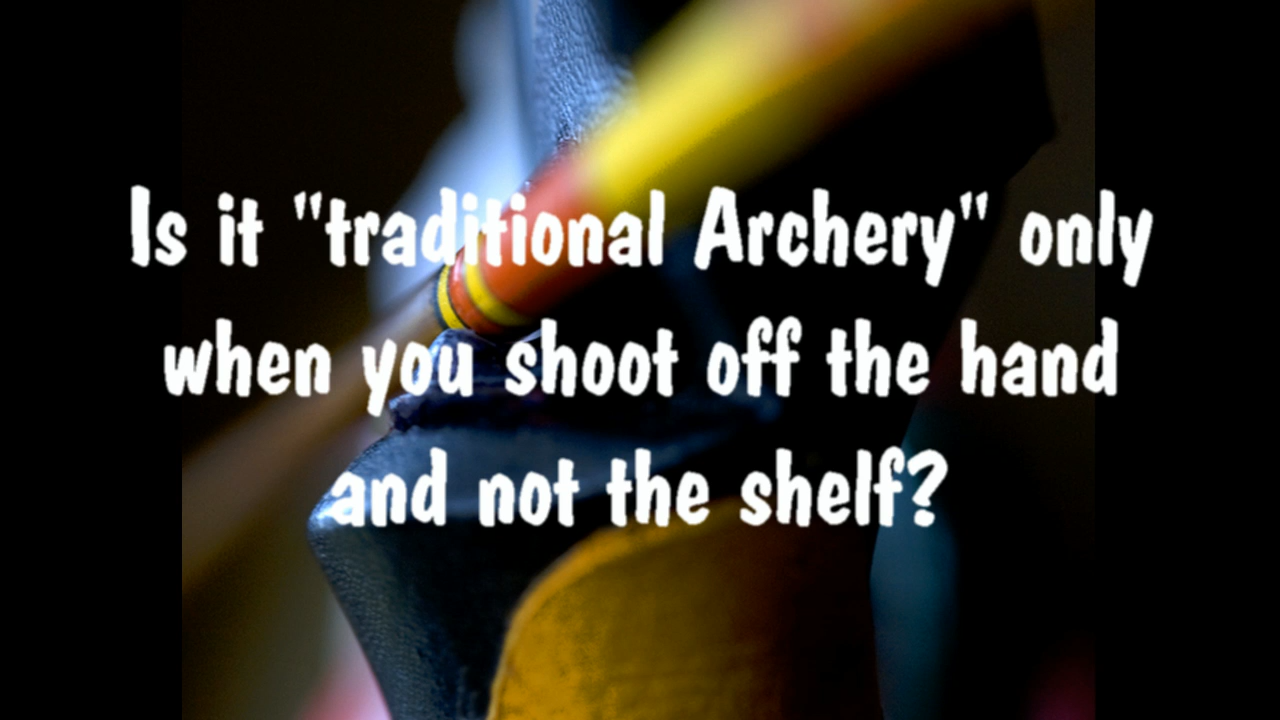 Is it "traditional Archery" only
when you shoot off the hand
and not the shelf?